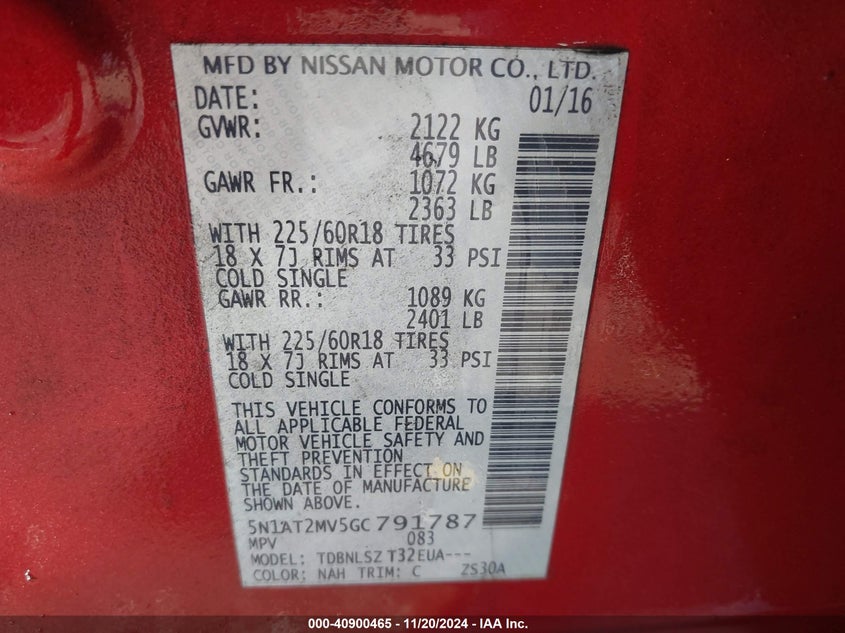 MFD BY NISSAN MOTOR CO., LTD.
DATE: 01/16
GVWR: 2122 KG
4679 LB
GAWR FR.: 1072 KG
2363 LB
WITH 225/60R18 TIRES
18 X 7J RIMS AT 33 PSI
COLD SINGLE
GAWR RR.: 1089 KG
2401 LB
WITH 225/60R18 TIRES
18 X 7J RIMS AT 33 PSI
COLD SINGLE
THIS VEHICLE CONFORMS TO
ALL APPLICABLE FEDERAL
MOTOR VEHICLE SAFETY AND
THEFT PREVENTION
STANDARDS IN EFFECT ON
THE DATE OF MANUFACTURE
SHOWN ABOVE.
5N1AT2MV5GC791787
MPV 083
MODEL: TDBNLSZ T32EUA---
COLOR: NAH TRIM: C ZS30A
000-40900465 - 11/20/2024 - IAA Inc.